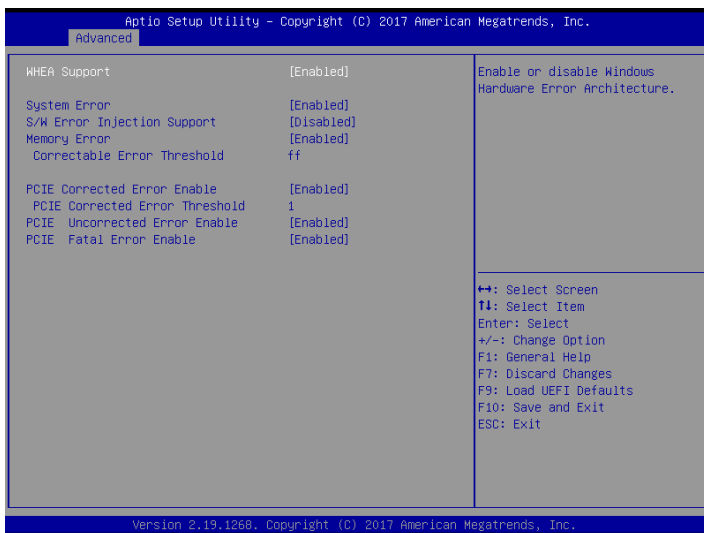 Aptio Setup Utility – Copyright (C) 2017 American Megatrends, Inc.
Advanced
WHEA Support [Enabled]
System Error [Enabled]
S/W Error Injection Support [Disabled]
Memory Error [Enabled]
Correctable Error Threshold ff
PCIE Corrected Error Enable [Enabled]
PCIE Corrected Error Threshold 1
PCIE Uncorrected Error Enable [Enabled]
PCIE Fatal Error Enable [Enabled]
Enable or disable Windows
Hardware Error Architecture.
↔: Select Screen
↑↓: Select Item
Enter: Select
+/-: Change Option
F1: General Help
F7: Discard Changes
F9: Load UEFI Defaults
F10: Save and Exit
ESC: Exit
Version 2.19.1268. Copyright (C) 2017 American Megatrends, Inc.